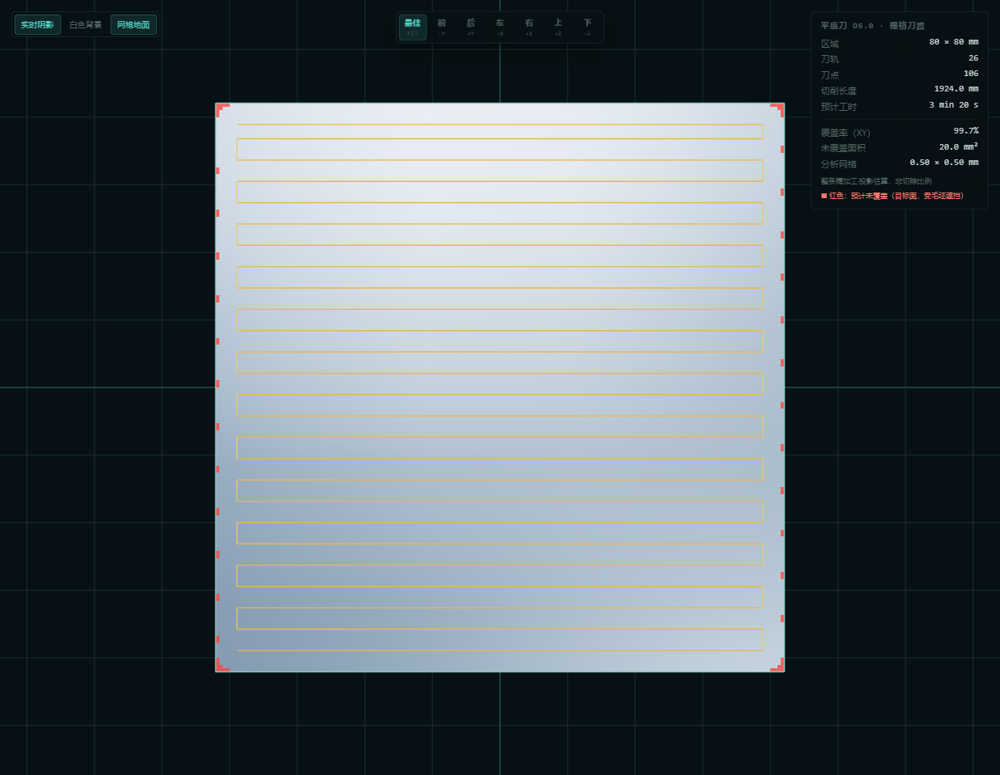 实时阴影 白色背景 网格地面
最佳 前 后 左 右 上 下
FIT -Y +Y -X +X +Z -Z
平底刀 D6.0 · 栅格刀路
区域 80 × 80 mm
刀轨 26
刀点 106
切削长度 1924.0 mm
预计工时 3 min 20 s
覆盖率（XY） 99.7%
未覆盖面积 20.0 mm²
分析网格 0.50 × 0.50 mm
整条精加工投影估算，非切除比例
■ 红色：预计未覆盖（目标面，受毛坯遮挡）